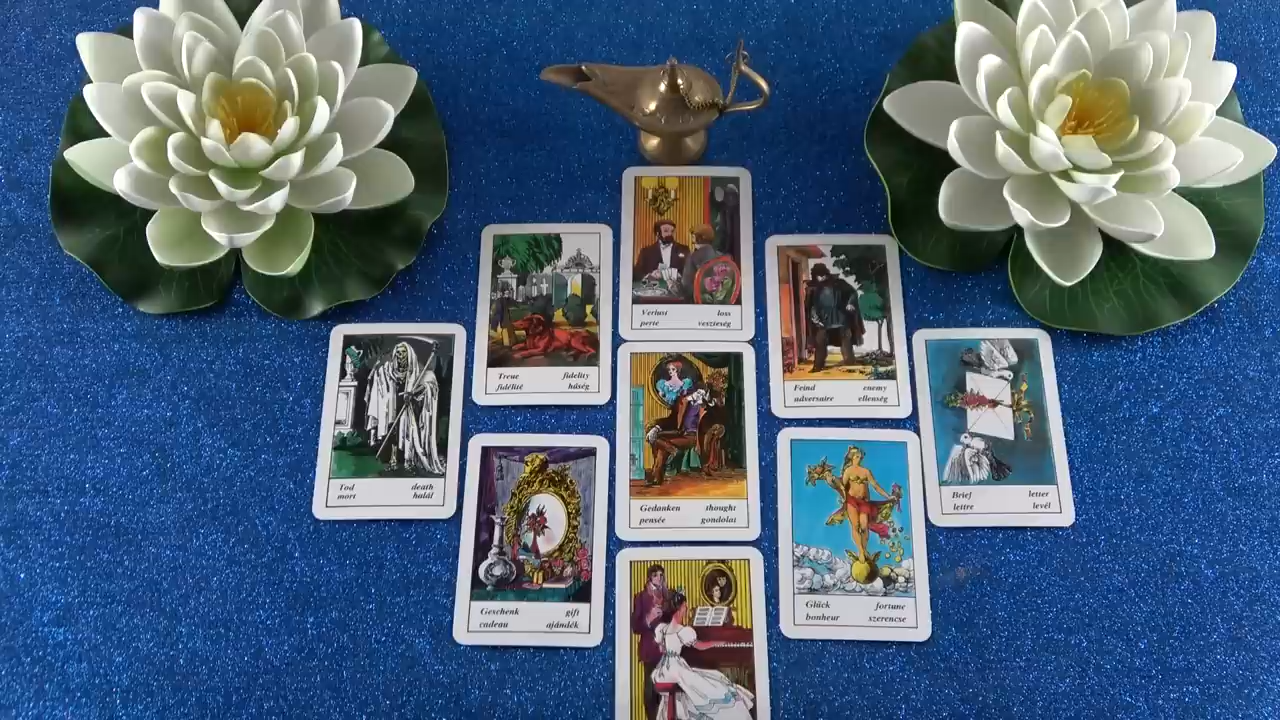 Verlust loss
perte veszteség
Treue fidelity
fidélité hűség
Feind enemy
adversaire ellenség
Tod death
mort halál
Gedanken thought
pensée gondolat
Brief letter
lettre levél
Geschenk gift
cadeau ajándék
Glück fortune
bonheur szerencse